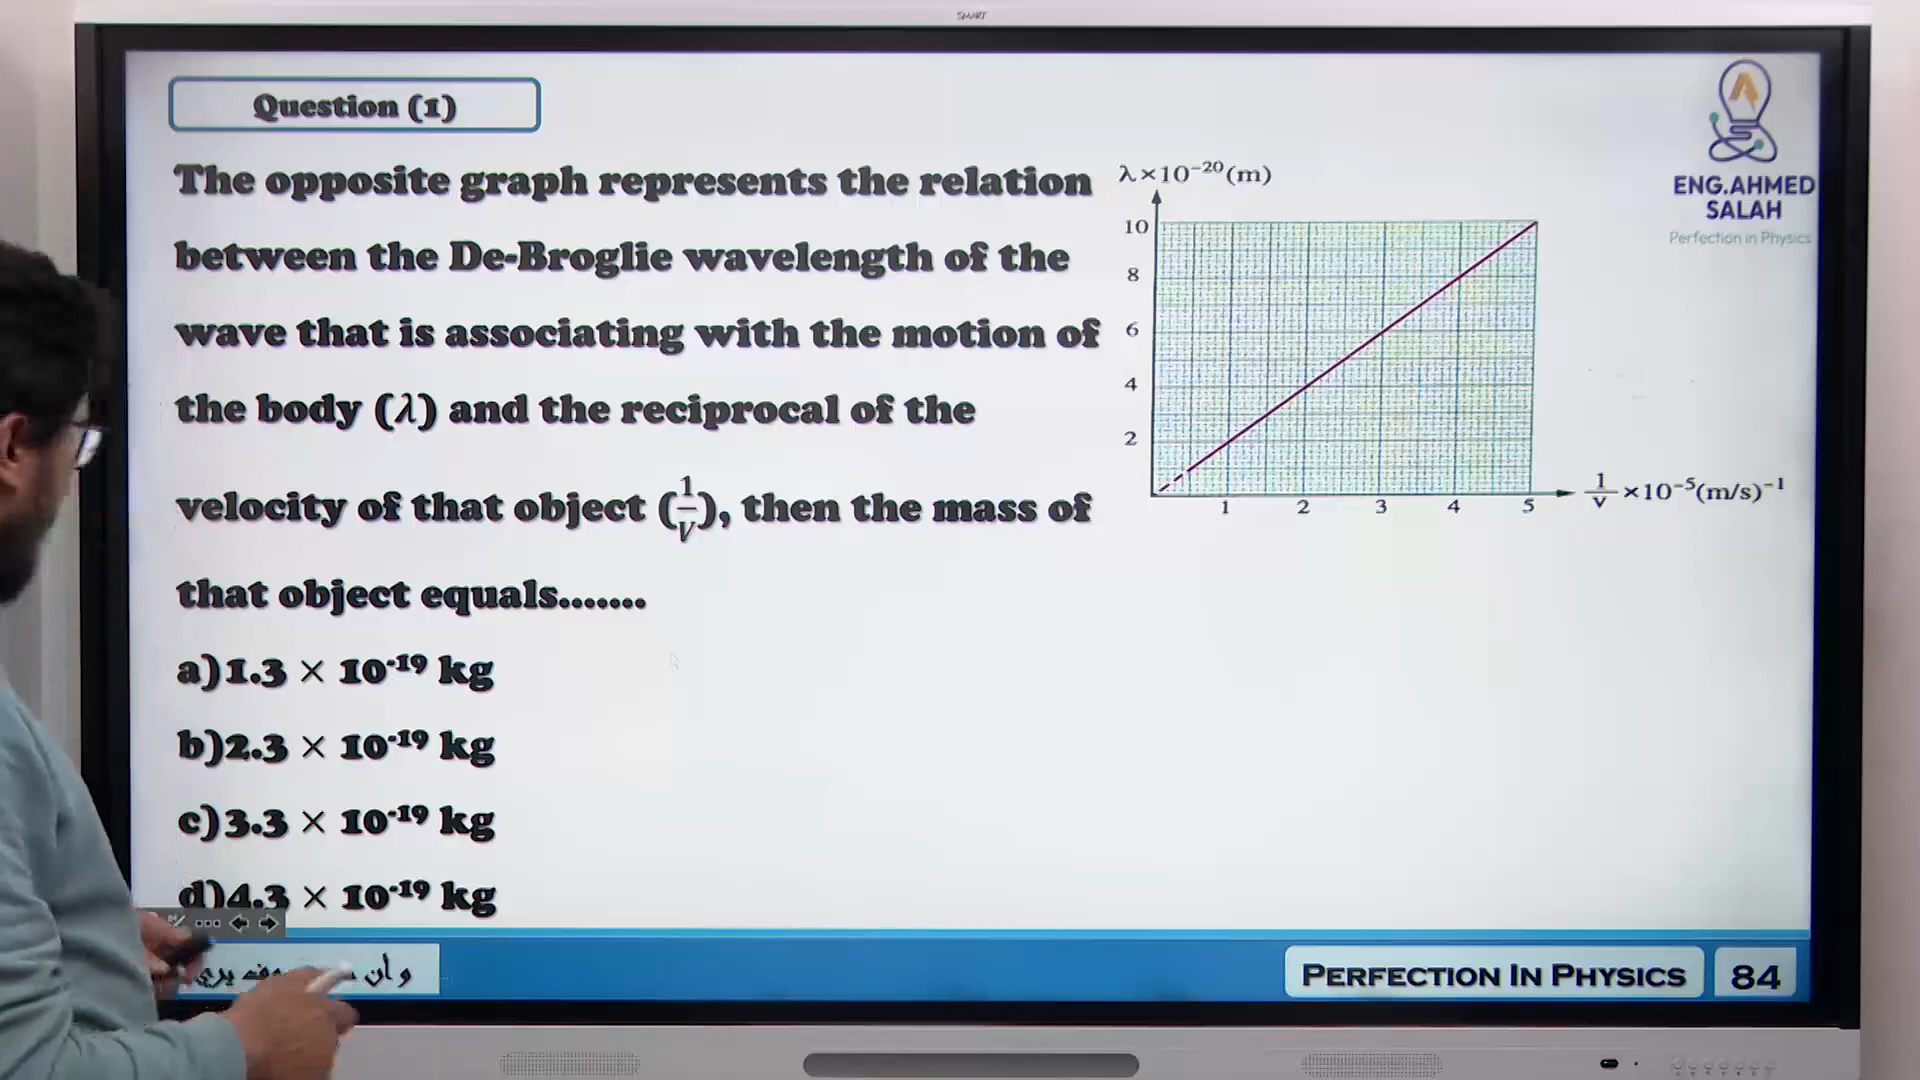 SMART
Question (1)
The opposite graph represents the relation
between the De-Broglie wavelength of the
wave that is associating with the motion of
the body (λ) and the reciprocal of the
velocity of that object (1/V), then the mass of
that object equals.......
a)1.3 × 10⁻¹⁹ kg
b)2.3 × 10⁻¹⁹ kg
c)3.3 × 10⁻¹⁹ kg
d)4.3 × 10⁻¹⁹ kg
λ×10⁻²⁰(m)
10
8
6
4
2
1 2 3 4 5
1/v ×10⁻⁵(m/s)⁻¹
ENG.AHMED
SALAH
Perfection in Physics
وأن
يرى
PERFECTION IN PHYSICS
84